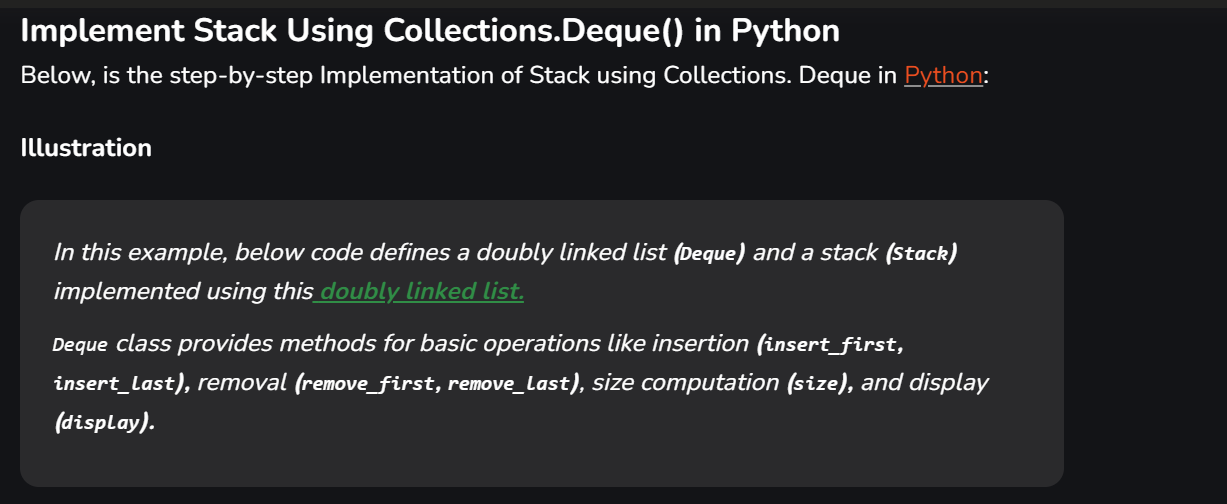 Implement Stack Using Collections.Deque() in Python
Below, is the step-by-step Implementation of Stack using Collections. Deque in Python:
Illustration
In this example, below code defines a doubly linked list (Deque) and a stack (Stack)
implemented using this doubly linked list.
Deque class provides methods for basic operations like insertion (insert_first,
insert_last), removal (remove_first, remove_last), size computation (size), and display
(display).